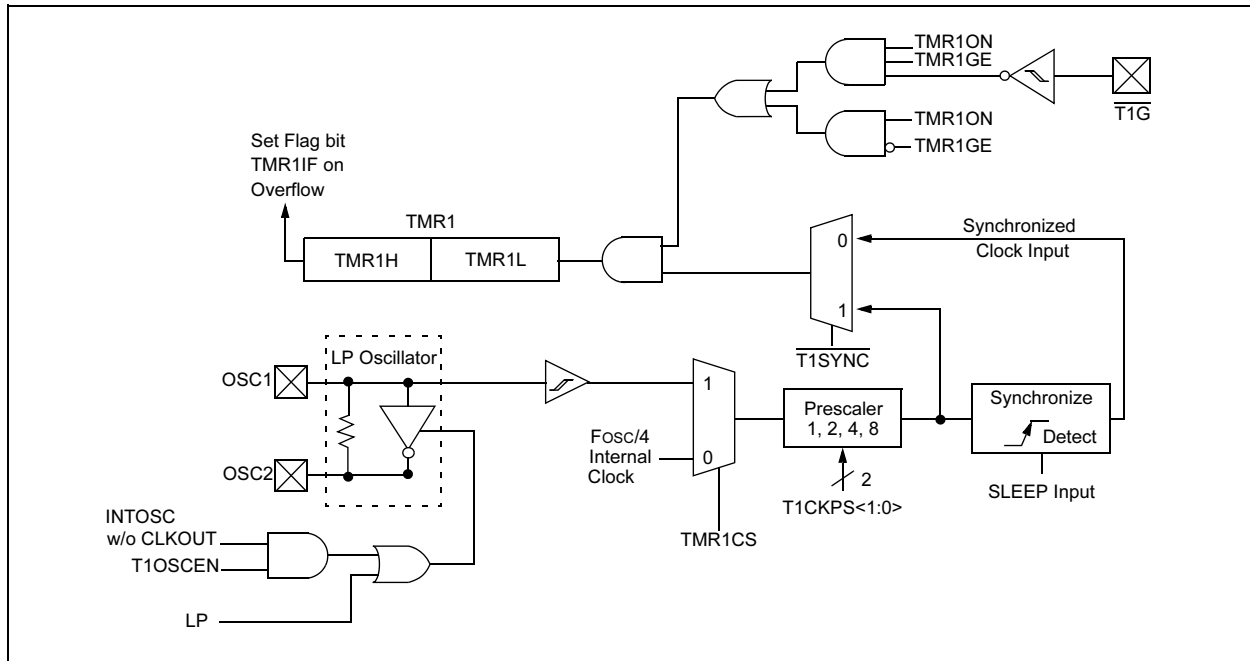 TMR1ON
TMR1GE
T1G
TMR1ON
TMR1GE
Set Flag bit
TMR1IF on
Overflow
TMR1
TMR1H
TMR1L
0
1
T1SYNC
Synchronized
Clock Input
LP Oscillator
OSC1
OSC2
1
0
FOSC/4
Internal
Clock
TMR1CS
Prescaler
1, 2, 4, 8
2
T1CKPS<1:0>
Synchronize
Detect
SLEEP Input
INTOSC
w/o CLKOUT
T1OSCEN
LP